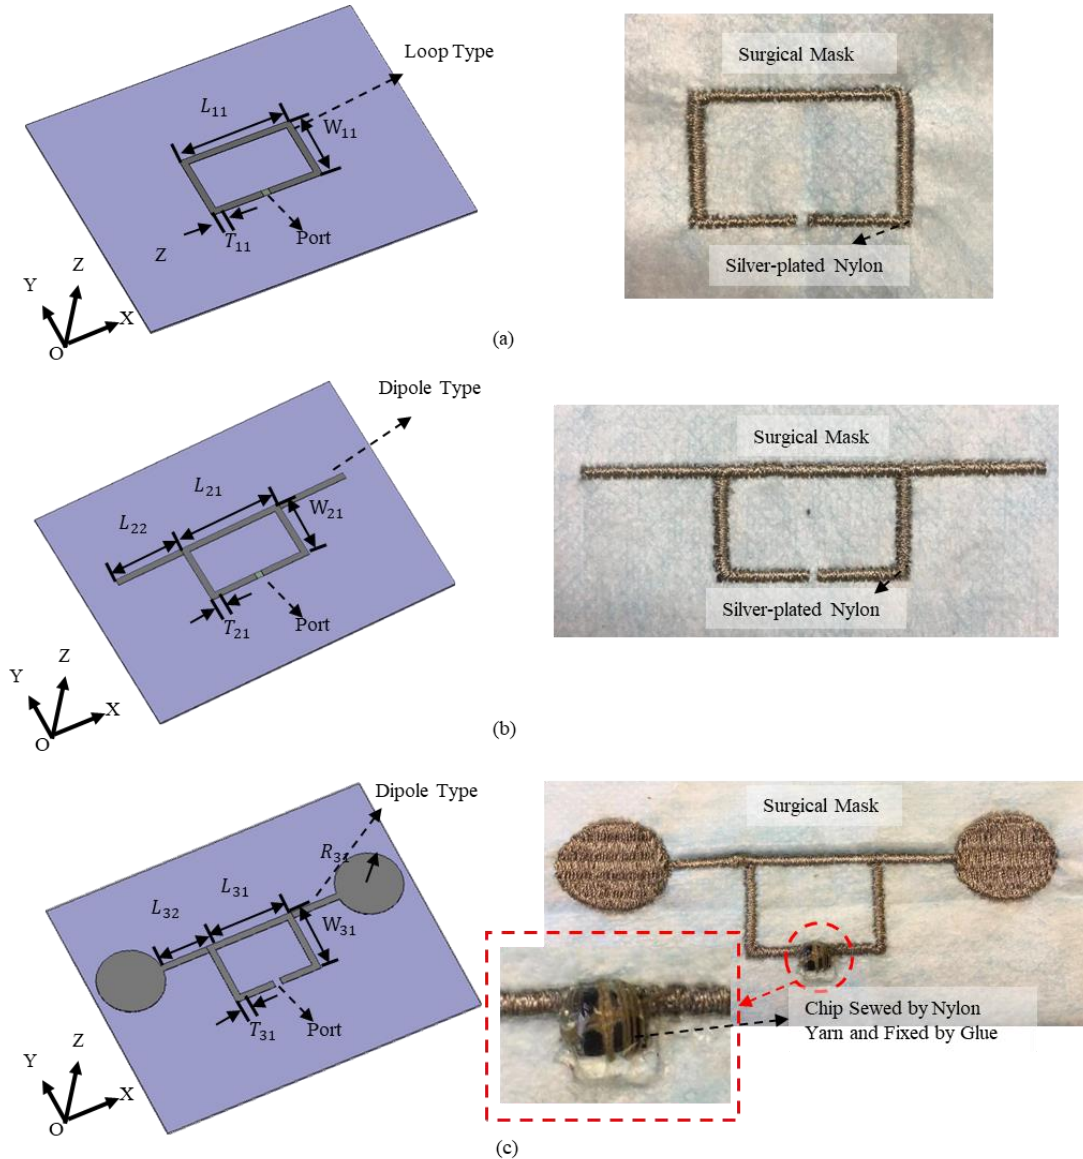 Loop Type
L₁₁
W₁₁
T₁₁
Port
Z
Z
Y
X
O
Surgical Mask
Silver-plated Nylon
(a)
Dipole Type
L₂₁
L₂₂
W₂₁
T₂₁
Port
Z
Y
X
O
Surgical Mask
Silver-plated Nylon
(b)
Dipole Type
R₃₁
L₃₁
L₃₂
W₃₁
T₃₁
Port
Z
Y
X
O
Surgical Mask
Chip Sewed by Nylon
Yarn and Fixed by Glue
(c)